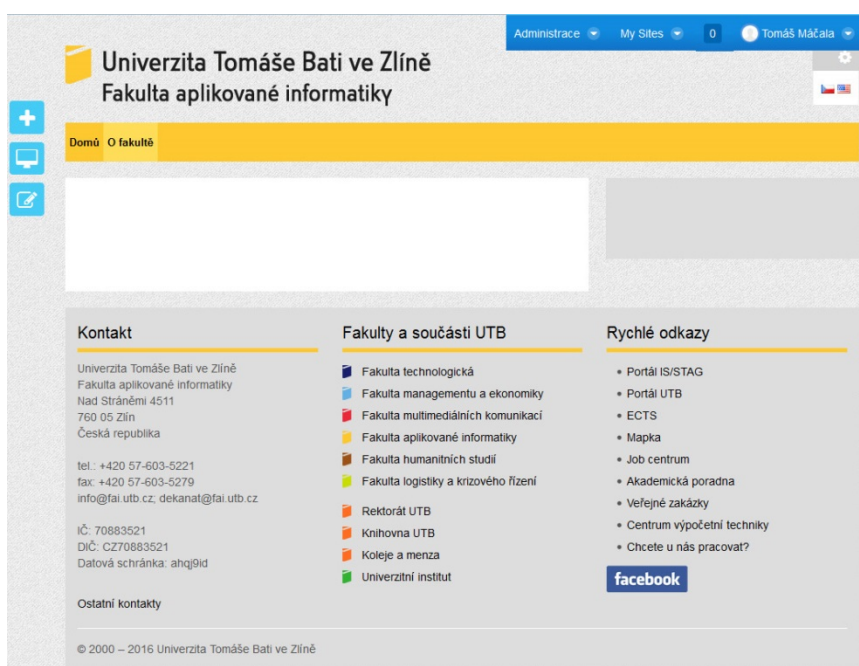 Administrace My Sites 0 Tomáš Máčala
Univerzita Tomáše Bati ve Zlíně
Fakulta aplikované informatiky
Domů O fakultě
Kontakt
Univerzita Tomáše Bati ve Zlíně
Fakulta aplikované informatiky
Nad Stráněmi 4511
760 05 Zlín
Česká republika
tel.: +420 57-603-5221
fax: +420 57-603-5279
info@fai.utb.cz; dekanat@fai.utb.cz
IČ: 70883521
DIČ: CZ70883521
Datová schránka: ahqj9id
Ostatní kontakty
Fakulty a součásti UTB
Fakulta technologická
Fakulta managementu a ekonomiky
Fakulta multimediálních komunikací
Fakulta aplikované informatiky
Fakulta humanitních studií
Fakulta logistiky a krizového řízení
Rektorát UTB
Knihovna UTB
Koleje a menza
Univerzitní institut
Rychlé odkazy
Portál IS/STAG
Portál UTB
ECTS
Mapka
Job centrum
Akademická poradna
Veřejné zakázky
Centrum výpočetní techniky
Chcete u nás pracovat?
facebook
© 2000 – 2016 Univerzita Tomáše Bati ve Zlíně